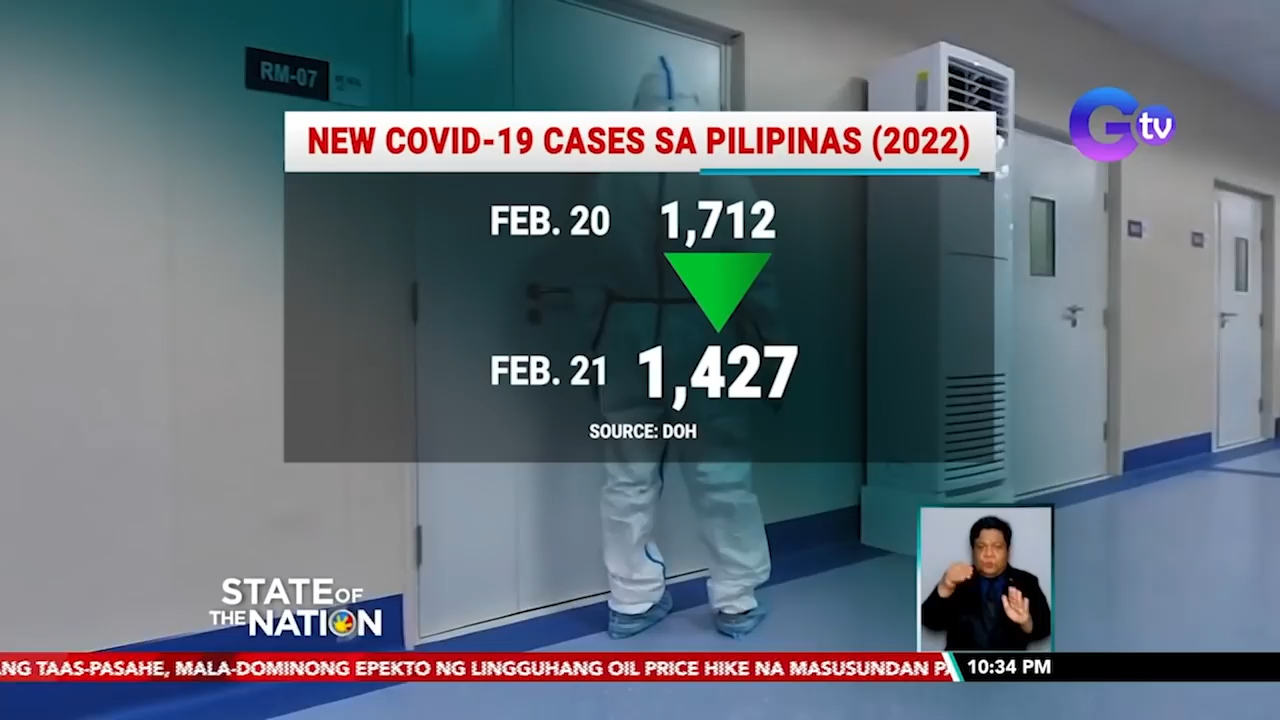 RM-07
Gtv
NEW COVID-19 CASES SA PILIPINAS (2022)
FEB. 20 1,712
FEB. 21 1,427
SOURCE: DOH
STATE OF
THE NATION
NG TAAS-PASAHE, MALA-DOMINONG EPEKTO NG LINGGUHANG OIL PRICE HIKE NA MASUSUNDAN
10:34 PM